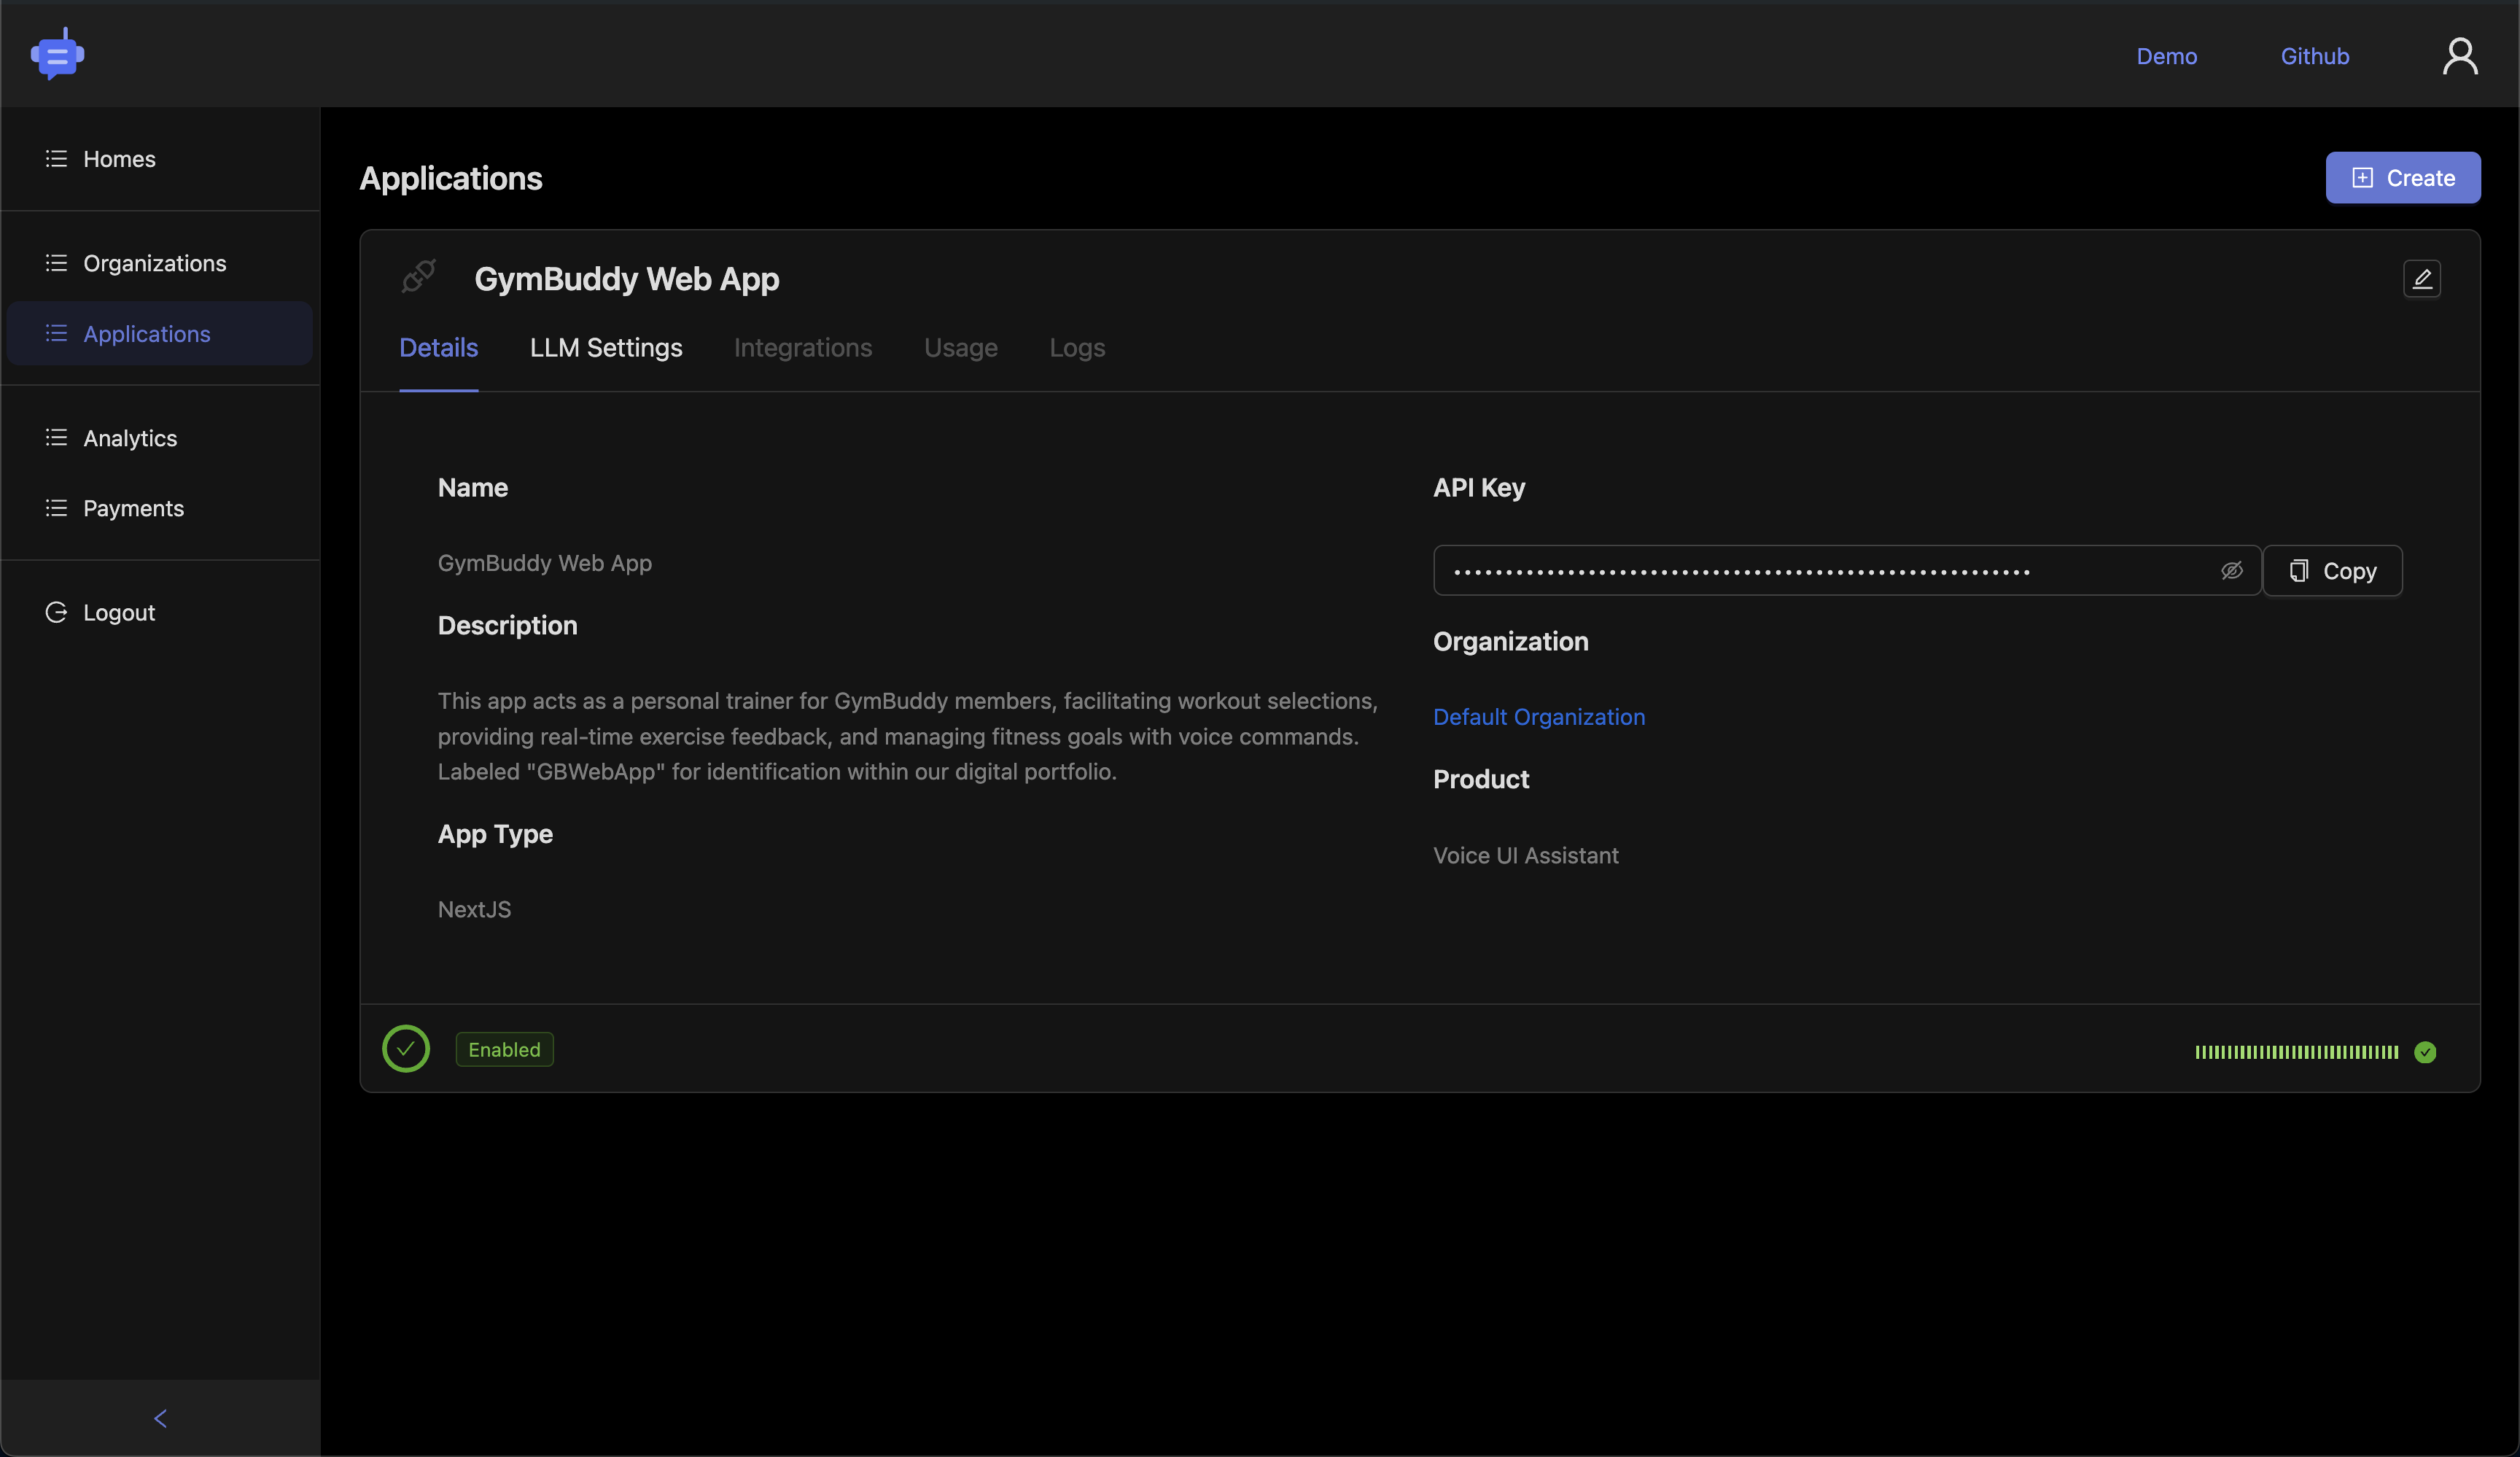 Demo
Github
Homes
Organizations
Applications
Analytics
Payments
Logout
Applications
Create
GymBuddy Web App
Details
LLM Settings
Integrations
Usage
Logs
Name
GymBuddy Web App
Description
This app acts as a personal trainer for GymBuddy members, facilitating workout selections,
providing real-time exercise feedback, and managing fitness goals with voice commands.
Labeled "GBWebApp" for identification within our digital portfolio.
App Type
NextJS
API Key
Copy
Organization
Default Organization
Product
Voice UI Assistant
Enabled